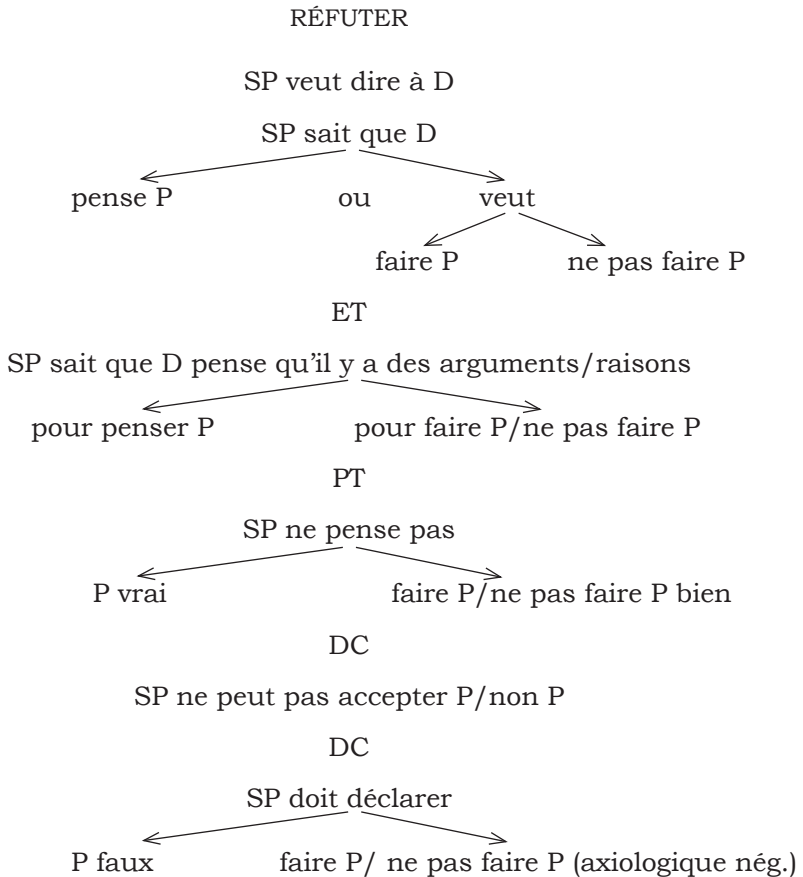 RÉFUTER
SP veut dire à D
SP sait que D
pense P ou veut
faire P ne pas faire P
ET
SP sait que D pense qu'il y a des arguments/raisons
pour penser P pour faire P/ne pas faire P
PT
SP ne pense pas
P vrai faire P/ne pas faire P bien
DC
SP ne peut pas accepter P/non P
DC
SP doit déclarer
P faux faire P/ ne pas faire P (axiologique nég.)